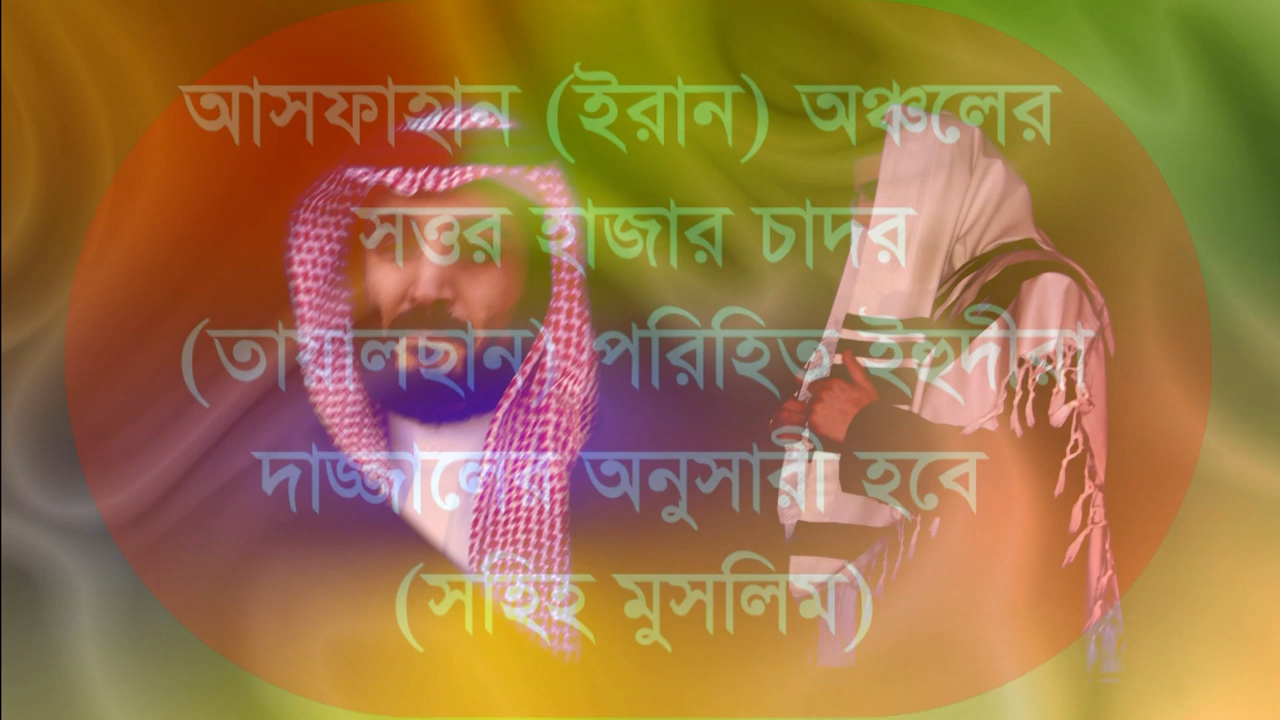 আসফাহান (ইরান) অঞ্চলের
সত্তর হাজার চাদর
(তায়ালছান) পরিহিত ইহুদীরা
দাজ্জালের অনুসারী হবে
(সহিহ মুসলিম)